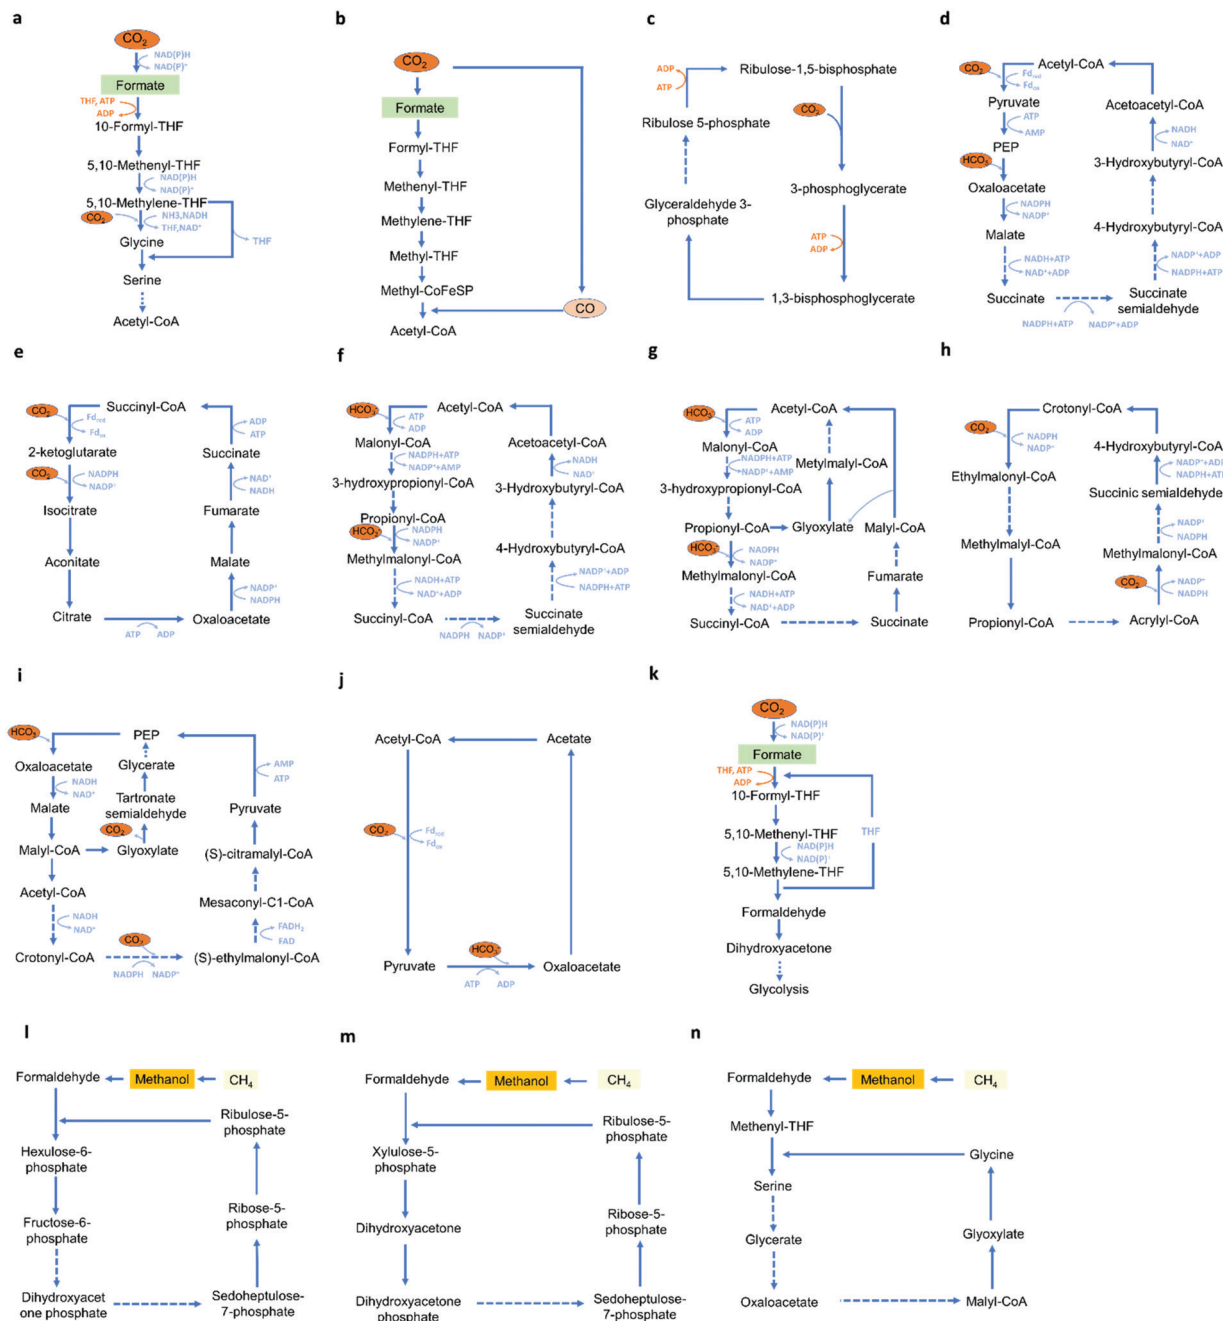 a
CO2
NAD(P)H
NAD(P)+
Formate
THF, ATP
ADP
10-Formyl-THF
5,10-Methenyl-THF
NAD(P)H
NAD(P)+
5,10-Methylene-THF
CO2
NH3,NADH
THF,NAD+
THF
Glycine
Serine
Acetyl-CoA
b
CO2
Formate
Formyl-THF
Methenyl-THF
Methylene-THF
Methyl-THF
Methyl-CoFeSP
CO
Acetyl-CoA
c
ADP
ATP
Ribulose-1,5-bisphosphate
CO2
Ribulose 5-phosphate
3-phosphoglycerate
Glyceraldehyde 3-
phosphate
ATP
ADP
1,3-bisphosphoglycerate
d
CO2
Acetyl-CoA
Fdred
Fdox
Pyruvate
ATP
AMP
PEP
HCO3-
Oxaloacetate
NADPH
NADP+
Malate
NADH+ATP
NAD++ADP
Succinate
NADPH+ATP
NADP++ADP
Succinate
semialdehyde
NADP++ADP
NADPH+ATP
4-Hydroxybutyryl-CoA
3-Hydroxybutyryl-CoA
NADH
NAD+
Acetoacetyl-CoA
e
CO2
Succinyl-CoA
Fdred
Fdox
2-ketoglutarate
CO2
NADPH
NADP+
Isocitrate
Aconitate
Citrate
ATP
ADP
Oxaloacetate
NADP+
NADPH
Malate
Fumarate
NAD+
NADH
Succinate
ADP
ATP
f
HCO3-
Acetyl-CoA
ATP
ADP
Malonyl-CoA
NADPH+ATP
NADP++AMP
3-hydroxypropionyl-CoA
Propionyl-CoA
HCO3-
NADPH
NADP+
Methylmalonyl-CoA
NADH+ATP
NAD++ADP
Succinyl-CoA
NADPH
NADP+
Succinate
semialdehyde
NADP++ADP
NADPH+ATP
4-Hydroxybutyryl-CoA
3-Hydroxybutyryl-CoA
NADH
NAD+
Acetoacetyl-CoA
g
HCO3-
Acetyl-CoA
ATP
ADP
Malonyl-CoA
NADPH+ATP
NADP++AMP
Metylmalyl-CoA
3-hydroxypropionyl-CoA
Propionyl-CoA
Glyoxylate
Malyl-CoA
HCO3-
NADPH
NADP+
Methylmalonyl-CoA
NADH+ATP
NAD++ADP
Fumarate
Succinyl-CoA
Succinate
h
Crotonyl-CoA
CO2
NADPH
NADP+
Ethylmalonyl-CoA
Methylmalyl-CoA
Propionyl-CoA
Acrylyl-CoA
CO2
NADP+
NADPH
Methylmalonyl-CoA
NADP+
NADPH
Succinic semialdehyde
NADP++ADP
NADPH+ATP
4-Hydroxybutyryl-CoA
i
HCO3-
PEP
Oxaloacetate
NADH
NAD+
Malate
Malyl-CoA
Glyoxylate
CO2
Tartronate
semialdehyde
Glycerate
Acetyl-CoA
NADH
NAD+
Crotonyl-CoA
CO2
NADPH
NADP+
(S)-ethylmalonyl-CoA
FADH2
FAD
Mesaconyl-C1-CoA
(S)-citramalyl-CoA
Pyruvate
AMP
ATP
j
Acetyl-CoA
Acetate
CO2
Fdred
Fdox
Pyruvate
HCO3-
ATP
ADP
Oxaloacetate
k
CO2
NAD(P)H
NAD(P)+
Formate
THF, ATP
ADP
10-Formyl-THF
5,10-Methenyl-THF
THF
NAD(P)H
NAD(P)+
5,10-Methylene-THF
Formaldehyde
Dihydroxyacetone
Glycolysis
l
Formaldehyde
Methanol
CH4
Ribulose-5-
phosphate
Hexulose-6-
phosphate
Ribose-5-
phosphate
Fructose-6-
phosphate
Dihydroxyacet
one phosphate
Sedoheptulose-
7-phosphate
m
Formaldehyde
Methanol
CH4
Ribulose-5-
phosphate
Xylulose-5-
phosphate
Ribose-5-
phosphate
Dihydroxyacetone
Dihydroxyacetone
phosphate
Sedoheptulose-
7-phosphate
n
Formaldehyde
Methanol
CH4
Methenyl-THF
Glycine
Serine
Glycerate
Glyoxylate
Oxaloacetate
Malyl-CoA